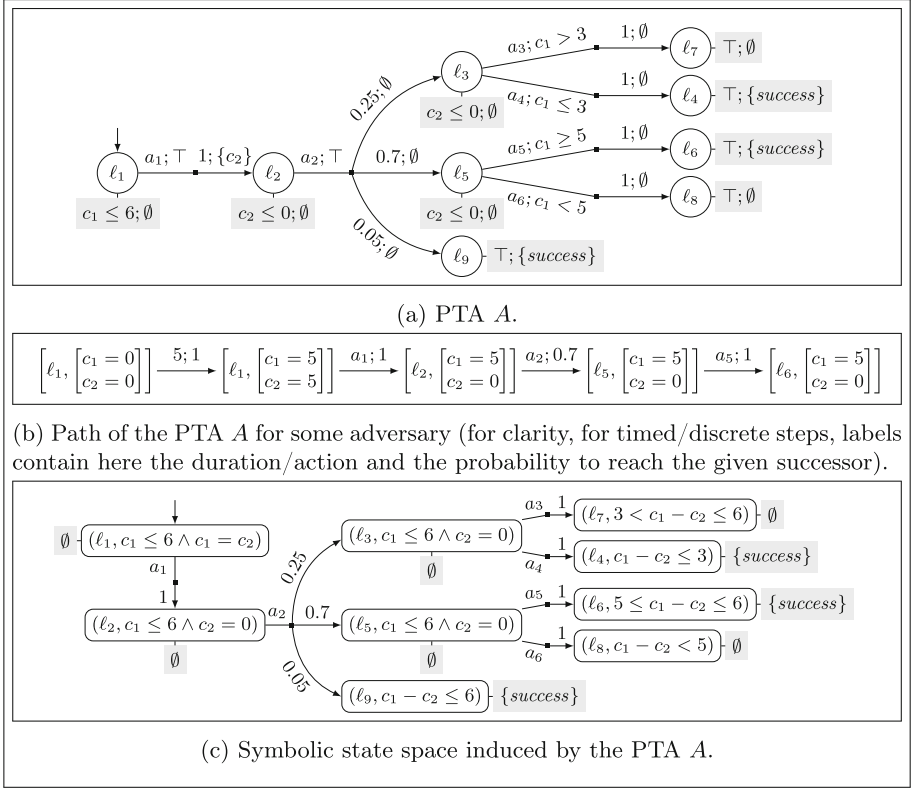 a₃; c₁ > 3
1; ∅
ℓ₇
⊤; ∅
ℓ₃
0.25; ∅
a₄; c₁ ≤ 3
1; ∅
ℓ₄
⊤; {success}
c₂ ≤ 0; ∅
ℓ₁
a₁; ⊤
1; {c₂}
ℓ₂
a₂; ⊤
0.7; ∅
ℓ₅
a₅; c₁ ≥ 5
1; ∅
ℓ₆
⊤; {success}
c₁ ≤ 6; ∅
c₂ ≤ 0; ∅
c₂ ≤ 0; ∅
a₆; c₁ < 5
1; ∅
ℓ₈
⊤; ∅
0.05; ∅
ℓ₉
⊤; {success}
(a) PTA A.
[ℓ₁, [c₁ = 0 c₂ = 0]] 5; 1 [ℓ₁, [c₁ = 5 c₂ = 5]] a₁; 1 [ℓ₂, [c₁ = 5 c₂ = 0]] a₂; 0.7 [ℓ₅, [c₁ = 5 c₂ = 0]] a₅; 1 [ℓ₆, [c₁ = 5 c₂ = 0]]
(b) Path of the PTA A for some adversary (for clarity, for timed/discrete steps, labels
contain here the duration/action and the probability to reach the given successor).
∅
(ℓ₁, c₁ ≤ 6 ∧ c₁ = c₂)
a₁
1
(ℓ₂, c₁ ≤ 6 ∧ c₂ = 0)
∅
a₂
0.25
(ℓ₃, c₁ ≤ 6 ∧ c₂ = 0)
∅
a₃
1
(ℓ₇, 3 < c₁ − c₂ ≤ 6)
∅
a₄
1
(ℓ₄, c₁ − c₂ ≤ 3)
{success}
0.7
(ℓ₅, c₁ ≤ 6 ∧ c₂ = 0)
∅
a₅
1
(ℓ₆, 5 ≤ c₁ − c₂ ≤ 6)
{success}
a₆
1
(ℓ₈, c₁ − c₂ < 5)
∅
0.05
(ℓ₉, c₁ − c₂ ≤ 6)
{success}
(c) Symbolic state space induced by the PTA A.